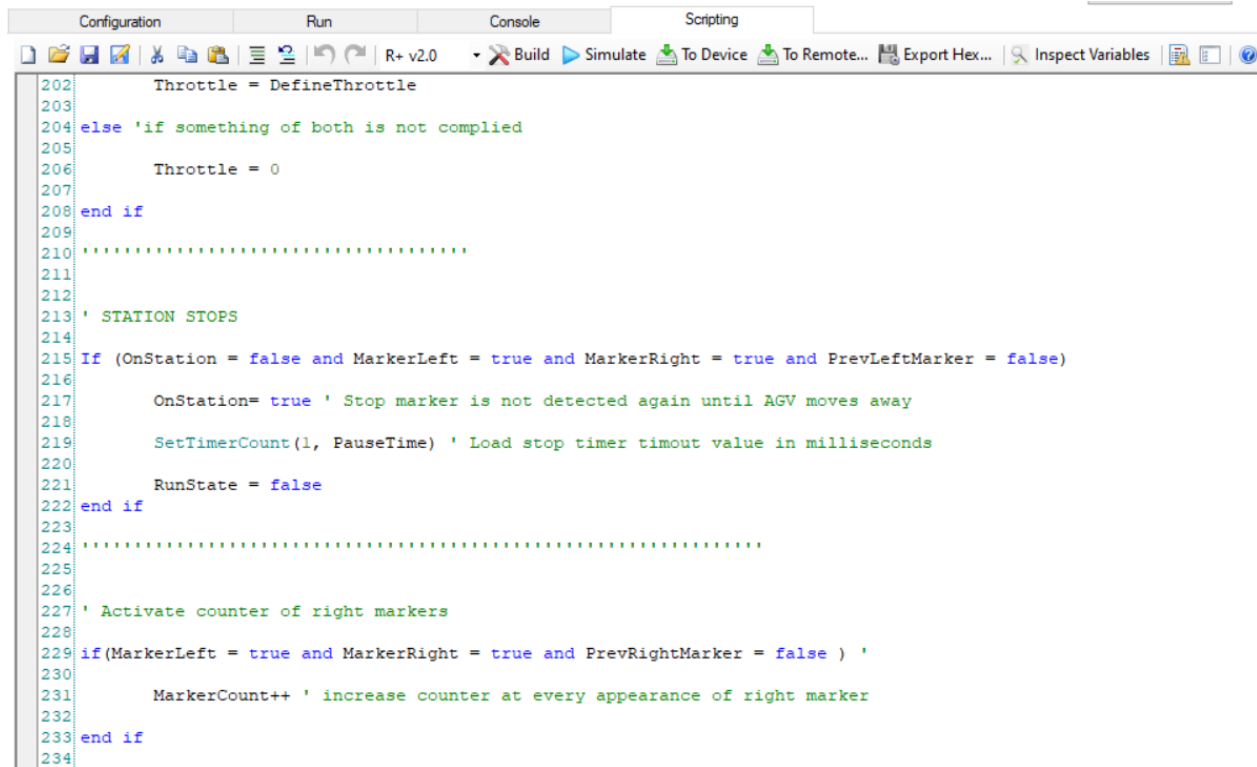 Configuration Run Console Scripting
R+ v2.0 Build Simulate To Device To Remote... Export Hex... Inspect Variables
202 Throttle = DefineThrottle
203
204 else 'if something of both is not complied
205
206 Throttle = 0
207
208 end if
209
210 '''''''''''''''''''''''''''''''''''''
211
212
213 ' STATION STOPS
214
215 If (OnStation = false and MarkerLeft = true and MarkerRight = true and PrevLeftMarker = false)
216
217 OnStation= true ' Stop marker is not detected again until AGV moves away
218
219 SetTimerCount(1, PauseTime) ' Load stop timer timout value in milliseconds
220
221 RunState = false
222 end if
223
224 '''''''''''''''''''''''''''''''''''''''''''''''''''''''''''''''''
225
226
227 ' Activate counter of right markers
228
229 if(MarkerLeft = true and MarkerRight = true and PrevRightMarker = false ) '
230
231 MarkerCount++ ' increase counter at every appearance of right marker
232
233 end if
234